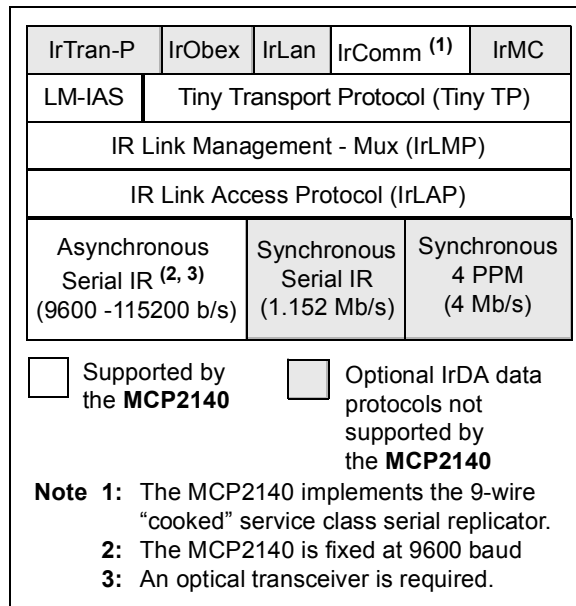 IrTran-P IrObex IrLan IrComm (1) IrMC
LM-IAS Tiny Transport Protocol (Tiny TP)
IR Link Management - Mux (IrLMP)
IR Link Access Protocol (IrLAP)
Asynchronous
Serial IR (2, 3)
(9600 -115200 b/s)
Synchronous
Serial IR
(1.152 Mb/s)
Synchronous
4 PPM
(4 Mb/s)
Supported by
the MCP2140
Optional IrDA data
protocols not
supported by
the MCP2140
Note 1: The MCP2140 implements the 9-wire
“cooked” service class serial replicator.
2: The MCP2140 is fixed at 9600 baud
3: An optical transceiver is required.